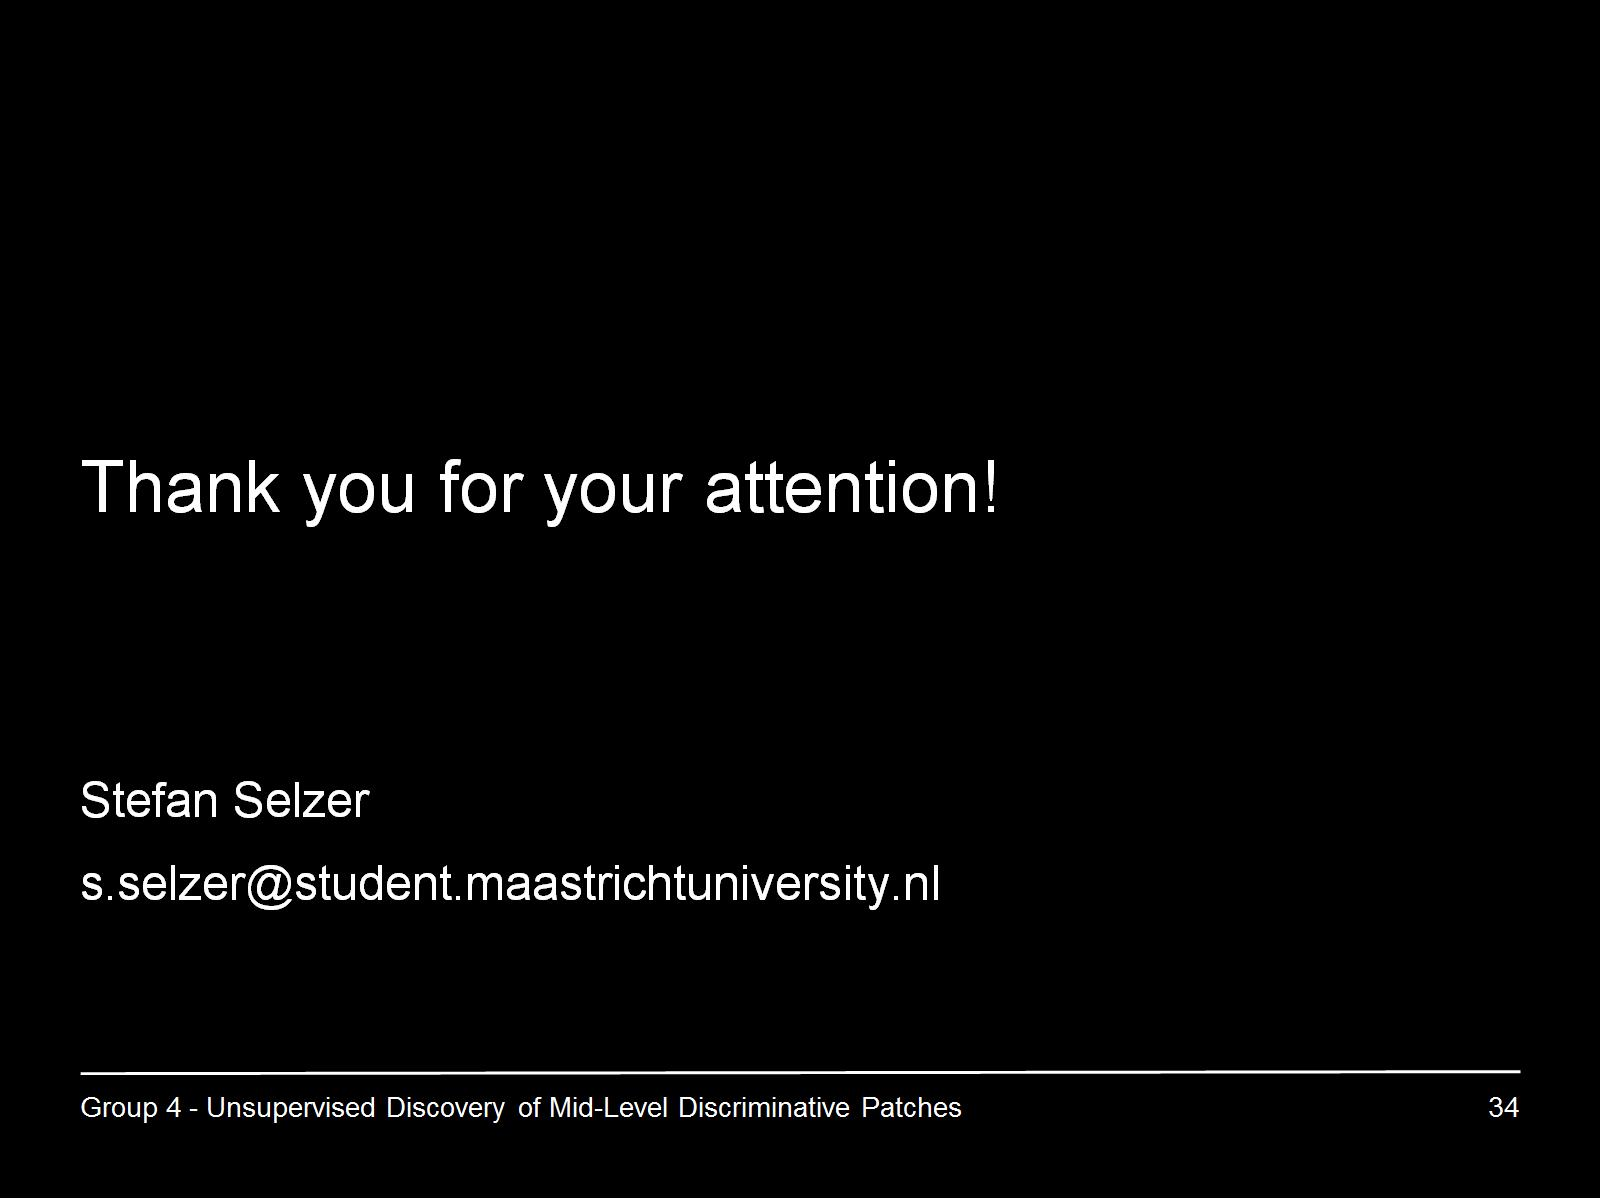 Thank you for your attention!
Stefan Selzer
s.selzer@student.maastrichtuniversity.nl
Group 4 - Unsupervised Discovery of Mid-Level Discriminative Patches 34